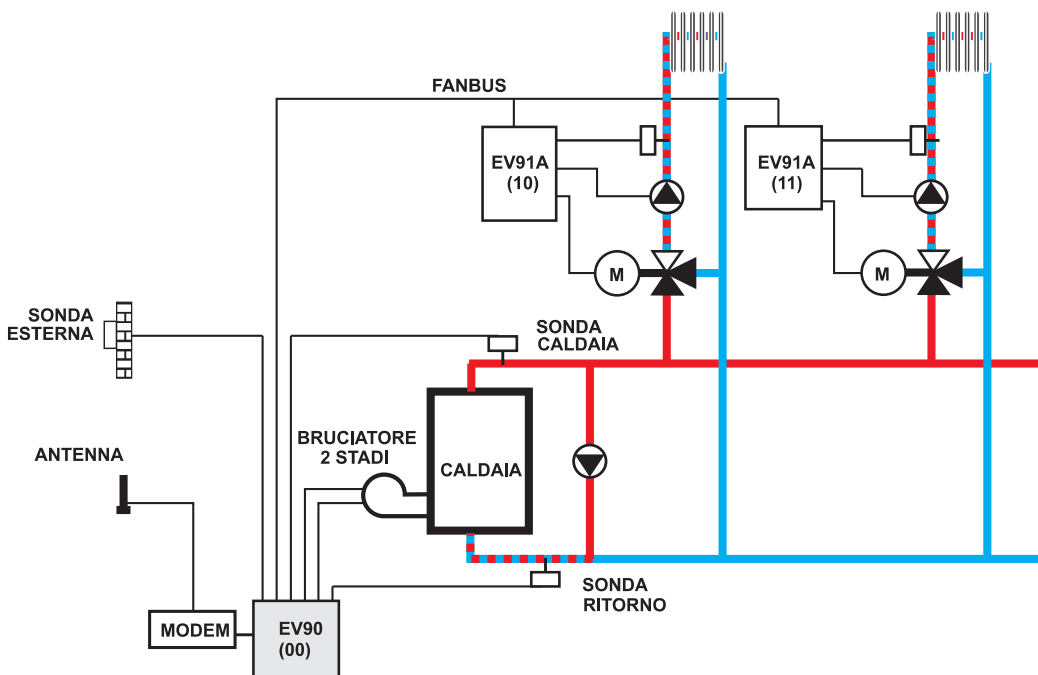 FANBUS
EV91A
(10)
EV91A
(11)
M
M
SONDA
ESTERNA
SONDA
CALDAIA
BRUCIATORE
2 STADI
CALDAIA
ANTENNA
SONDA
RITORNO
MODEM
EV90
(00)